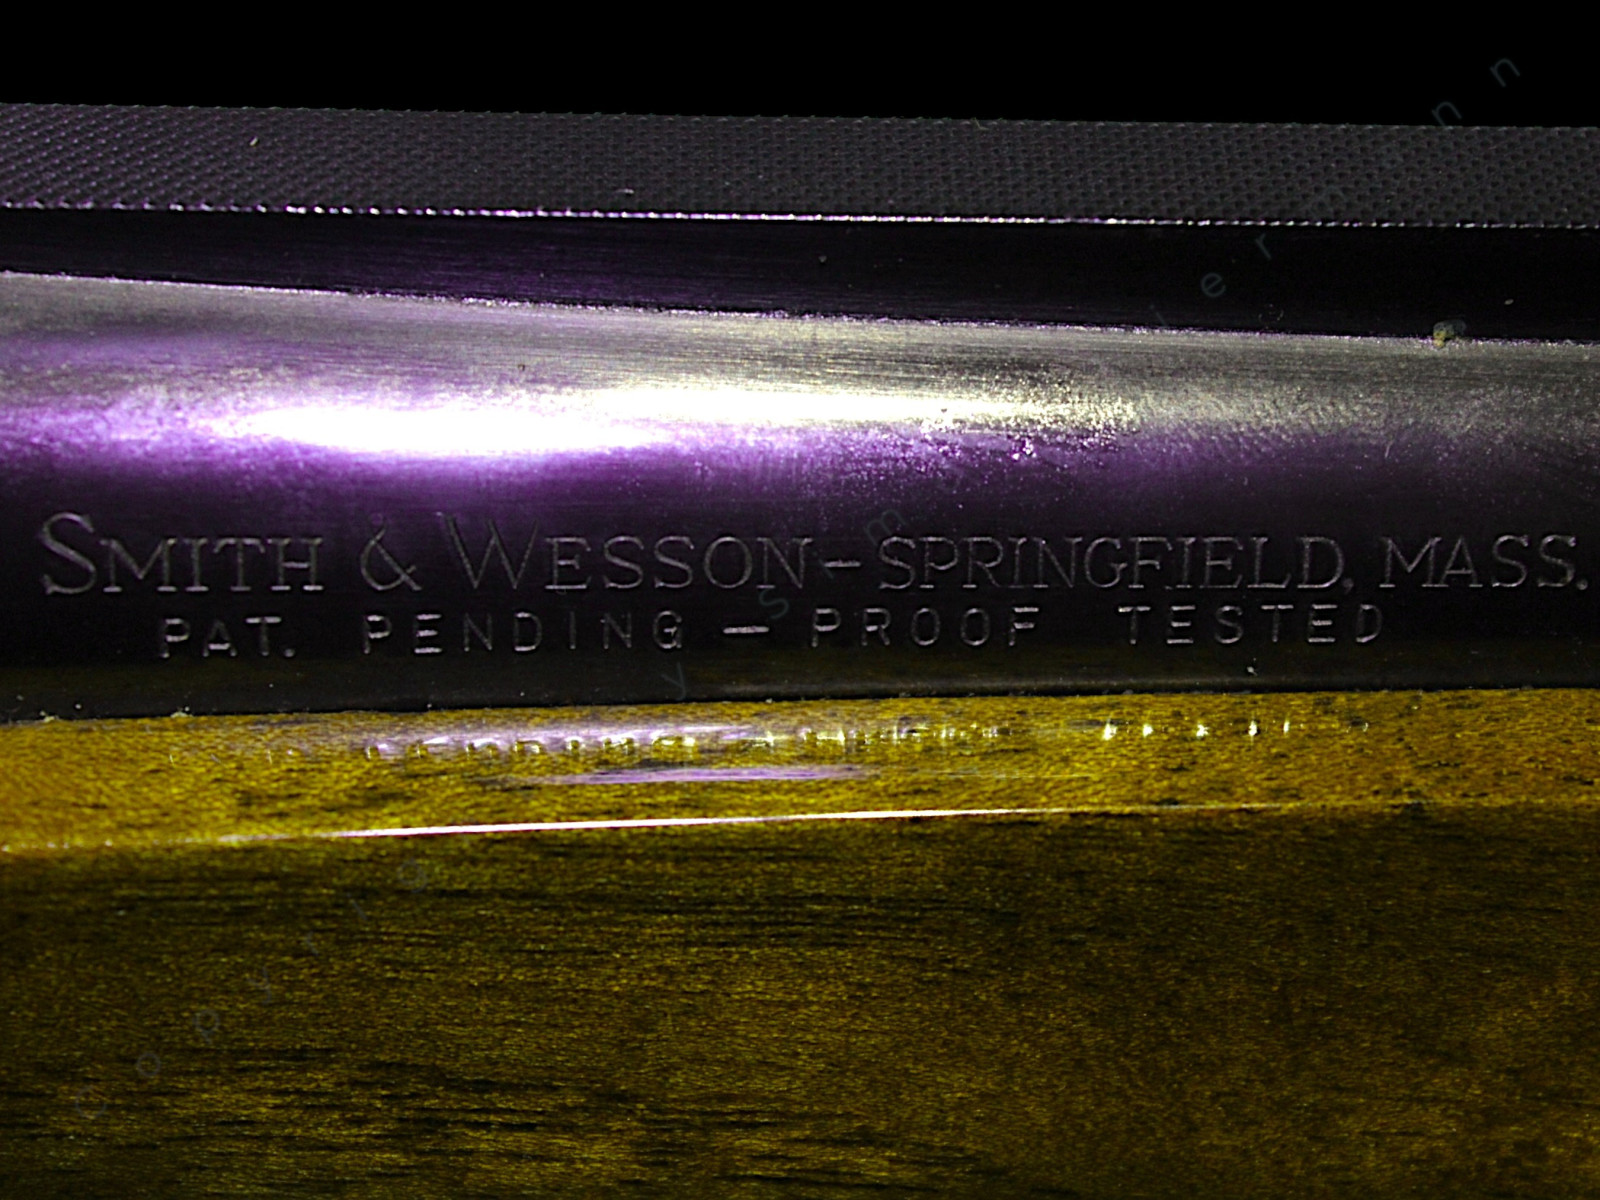 SMITH & WESSON–SPRINGFIELD, MASS.
PAT. PENDING — PROOF TESTED